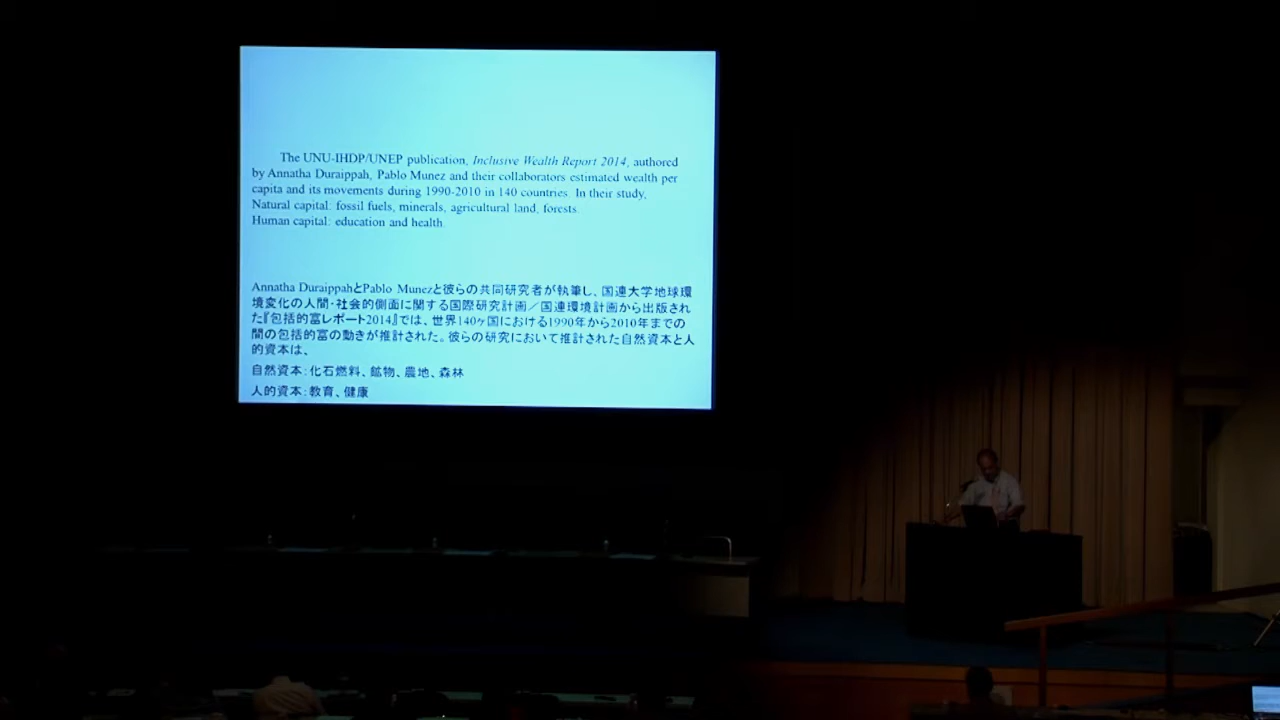 The UNU-IHDP/UNEP publication, Inclusive Wealth Report 2014, authored
by Annatha Duraippah, Pablo Munez and their collaborators estimated wealth per
capita and its movements during 1990-2010 in 140 countries. In their study,
Natural capital: fossil fuels, minerals, agricultural land, forests.
Human capital: education and health.
Annatha DuraippahとPablo Munezと彼らの共同研究者が執筆し、国連大学地球環
境変化の人間・社会的側面に関する国際研究計画／国連環境計画から出版され
た『包括的富レポート2014』では、世界140ヶ国における1990年から2010年までの
間の包括的富の動きが推計された。彼らの研究において推計された自然資本と人
的資本は、
自然資本：化石燃料、鉱物、農地、森林
人的資本：教育、健康